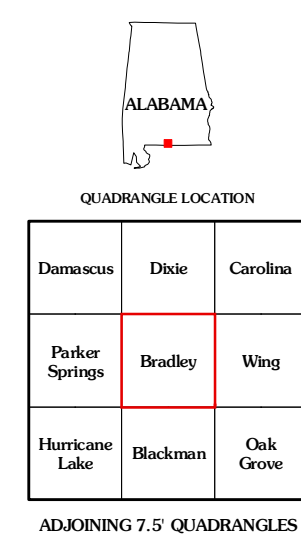 ALABAMA
QUADRANGLE LOCATION
Damascus
Dixie
Carolina
Parker
Springs
Bradley
Wing
Hurricane
Lake
Blackman
Oak
Grove
ADJOINING 7.5' QUADRANGLES